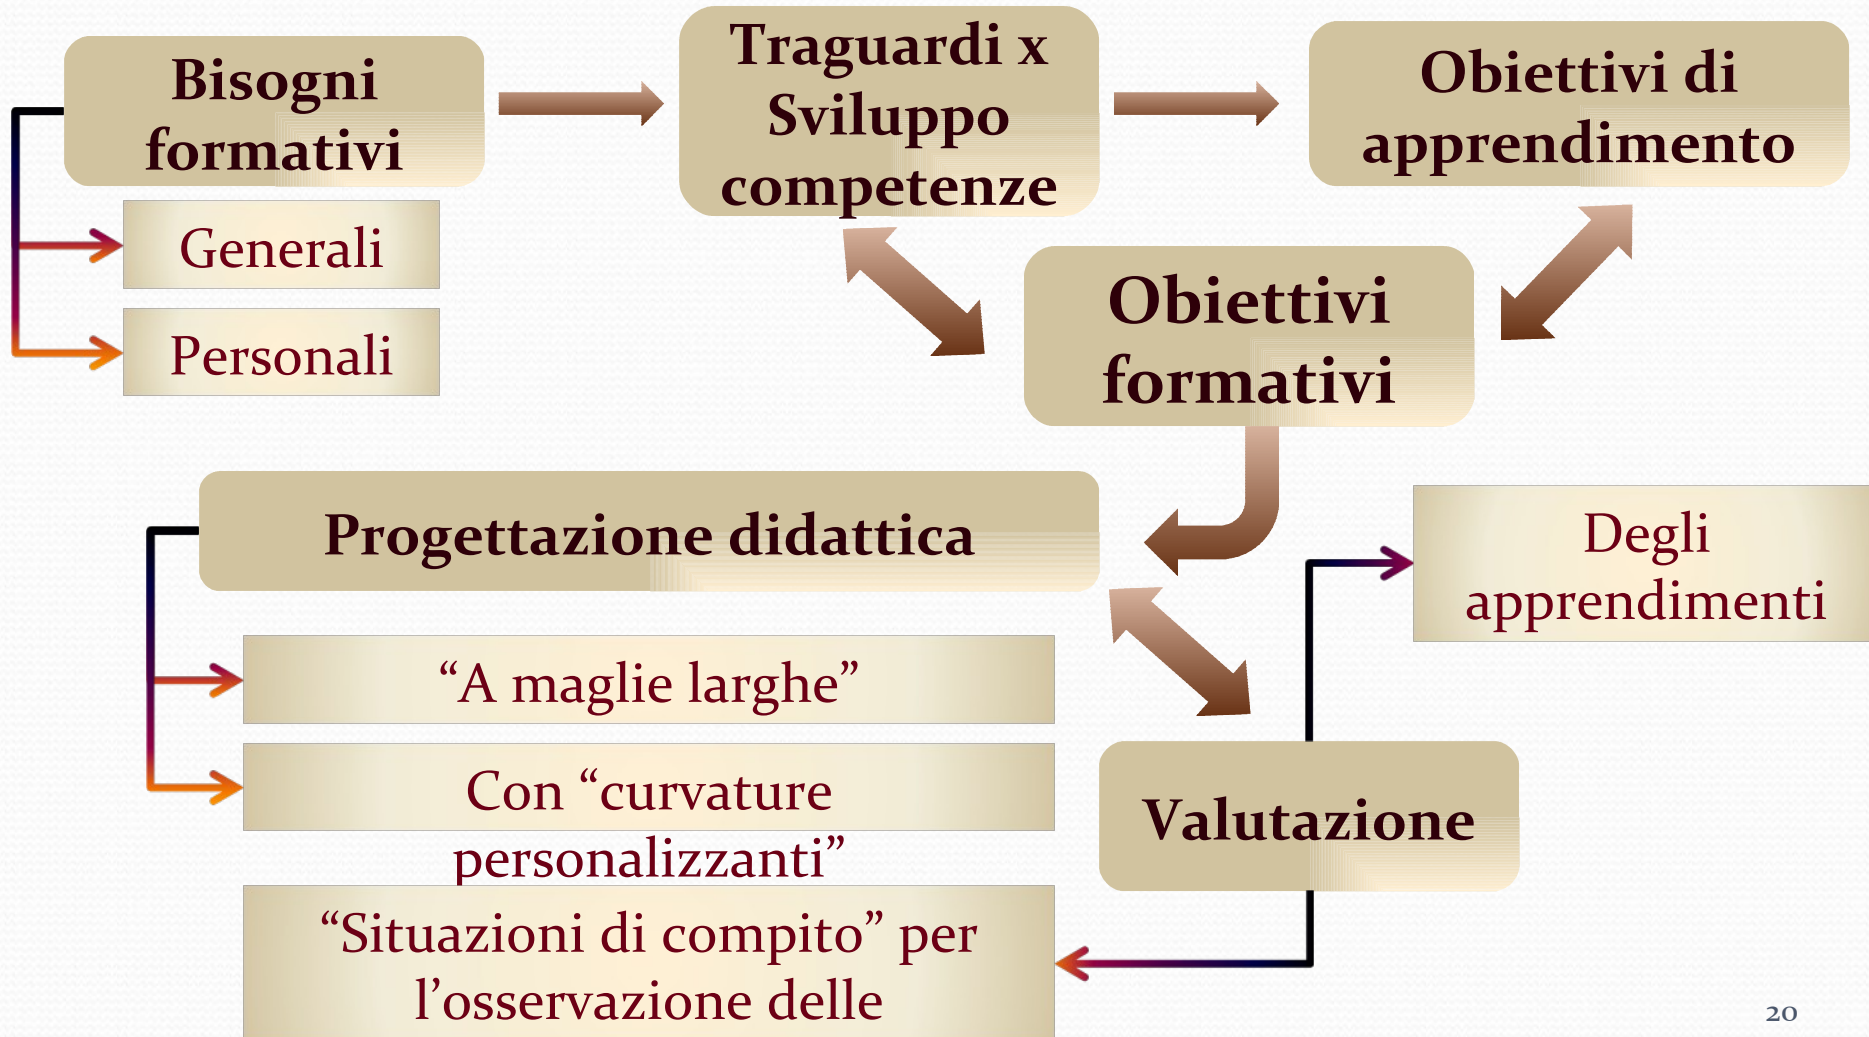 Bisogni
formativi
Traguardi x
Sviluppo
competenze
Obiettivi di
apprendimento
Generali
Personali
Obiettivi
formativi
Progettazione didattica
Degli
apprendimenti
“A maglie larghe”
Con “curvature
personalizzanti”
Valutazione
“Situazioni di compito” per
l’osservazione delle
20